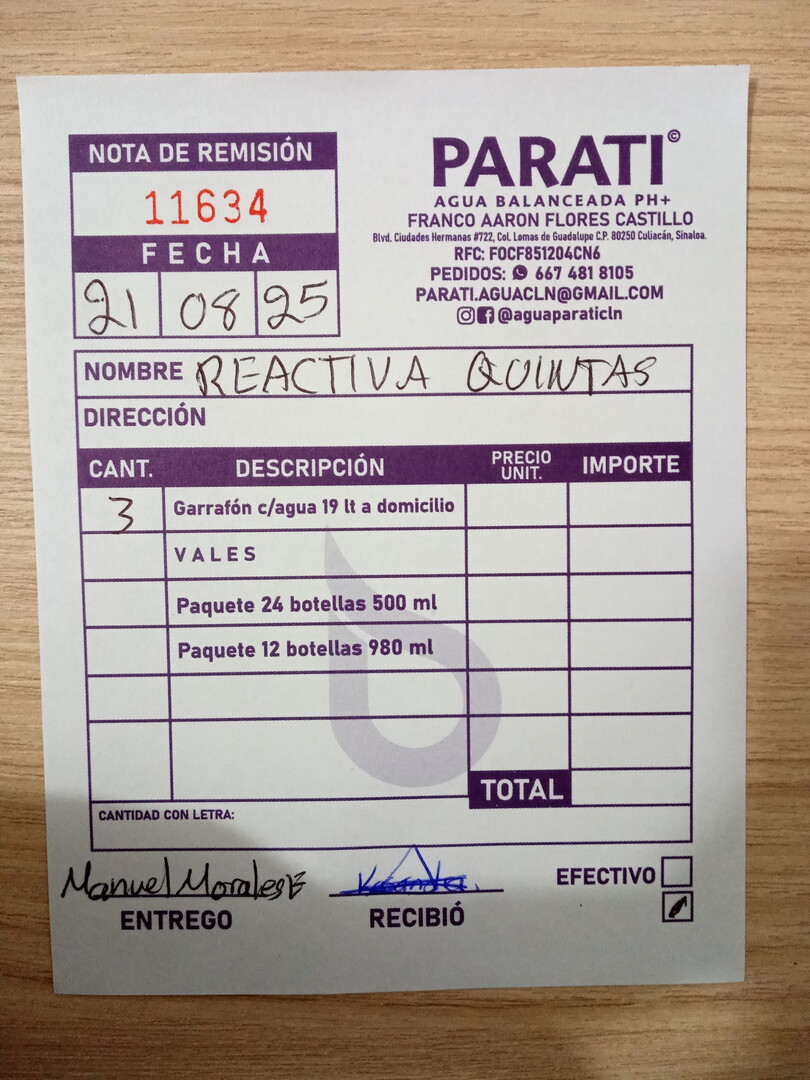 NOTA DE REMISIÓN
11634
FECHA
21 08 25
PARATI©
AGUA BALANCEADA PH+
FRANCO AARON FLORES CASTILLO
Blvd. Ciudades Hermanas #722, Col. Lomas de Guadalupe C.P. 80250 Culiacán, Sinaloa.
RFC: FOCF851204CN6
PEDIDOS: 667 481 8105
PARATI.AGUACLN@GMAIL.COM
@aguaparaticln
NOMBRE REACTIVA QUINTAS
DIRECCIÓN
CANT. DESCRIPCIÓN PRECIO UNIT. IMPORTE
3 Garrafón c/agua 19 lt a domicilio
VALES
Paquete 24 botellas 500 ml
Paquete 12 botellas 980 ml
TOTAL
CANTIDAD CON LETRA:
Manuel Morales E
EFECTIVO
ENTREGO RECIBIÓ